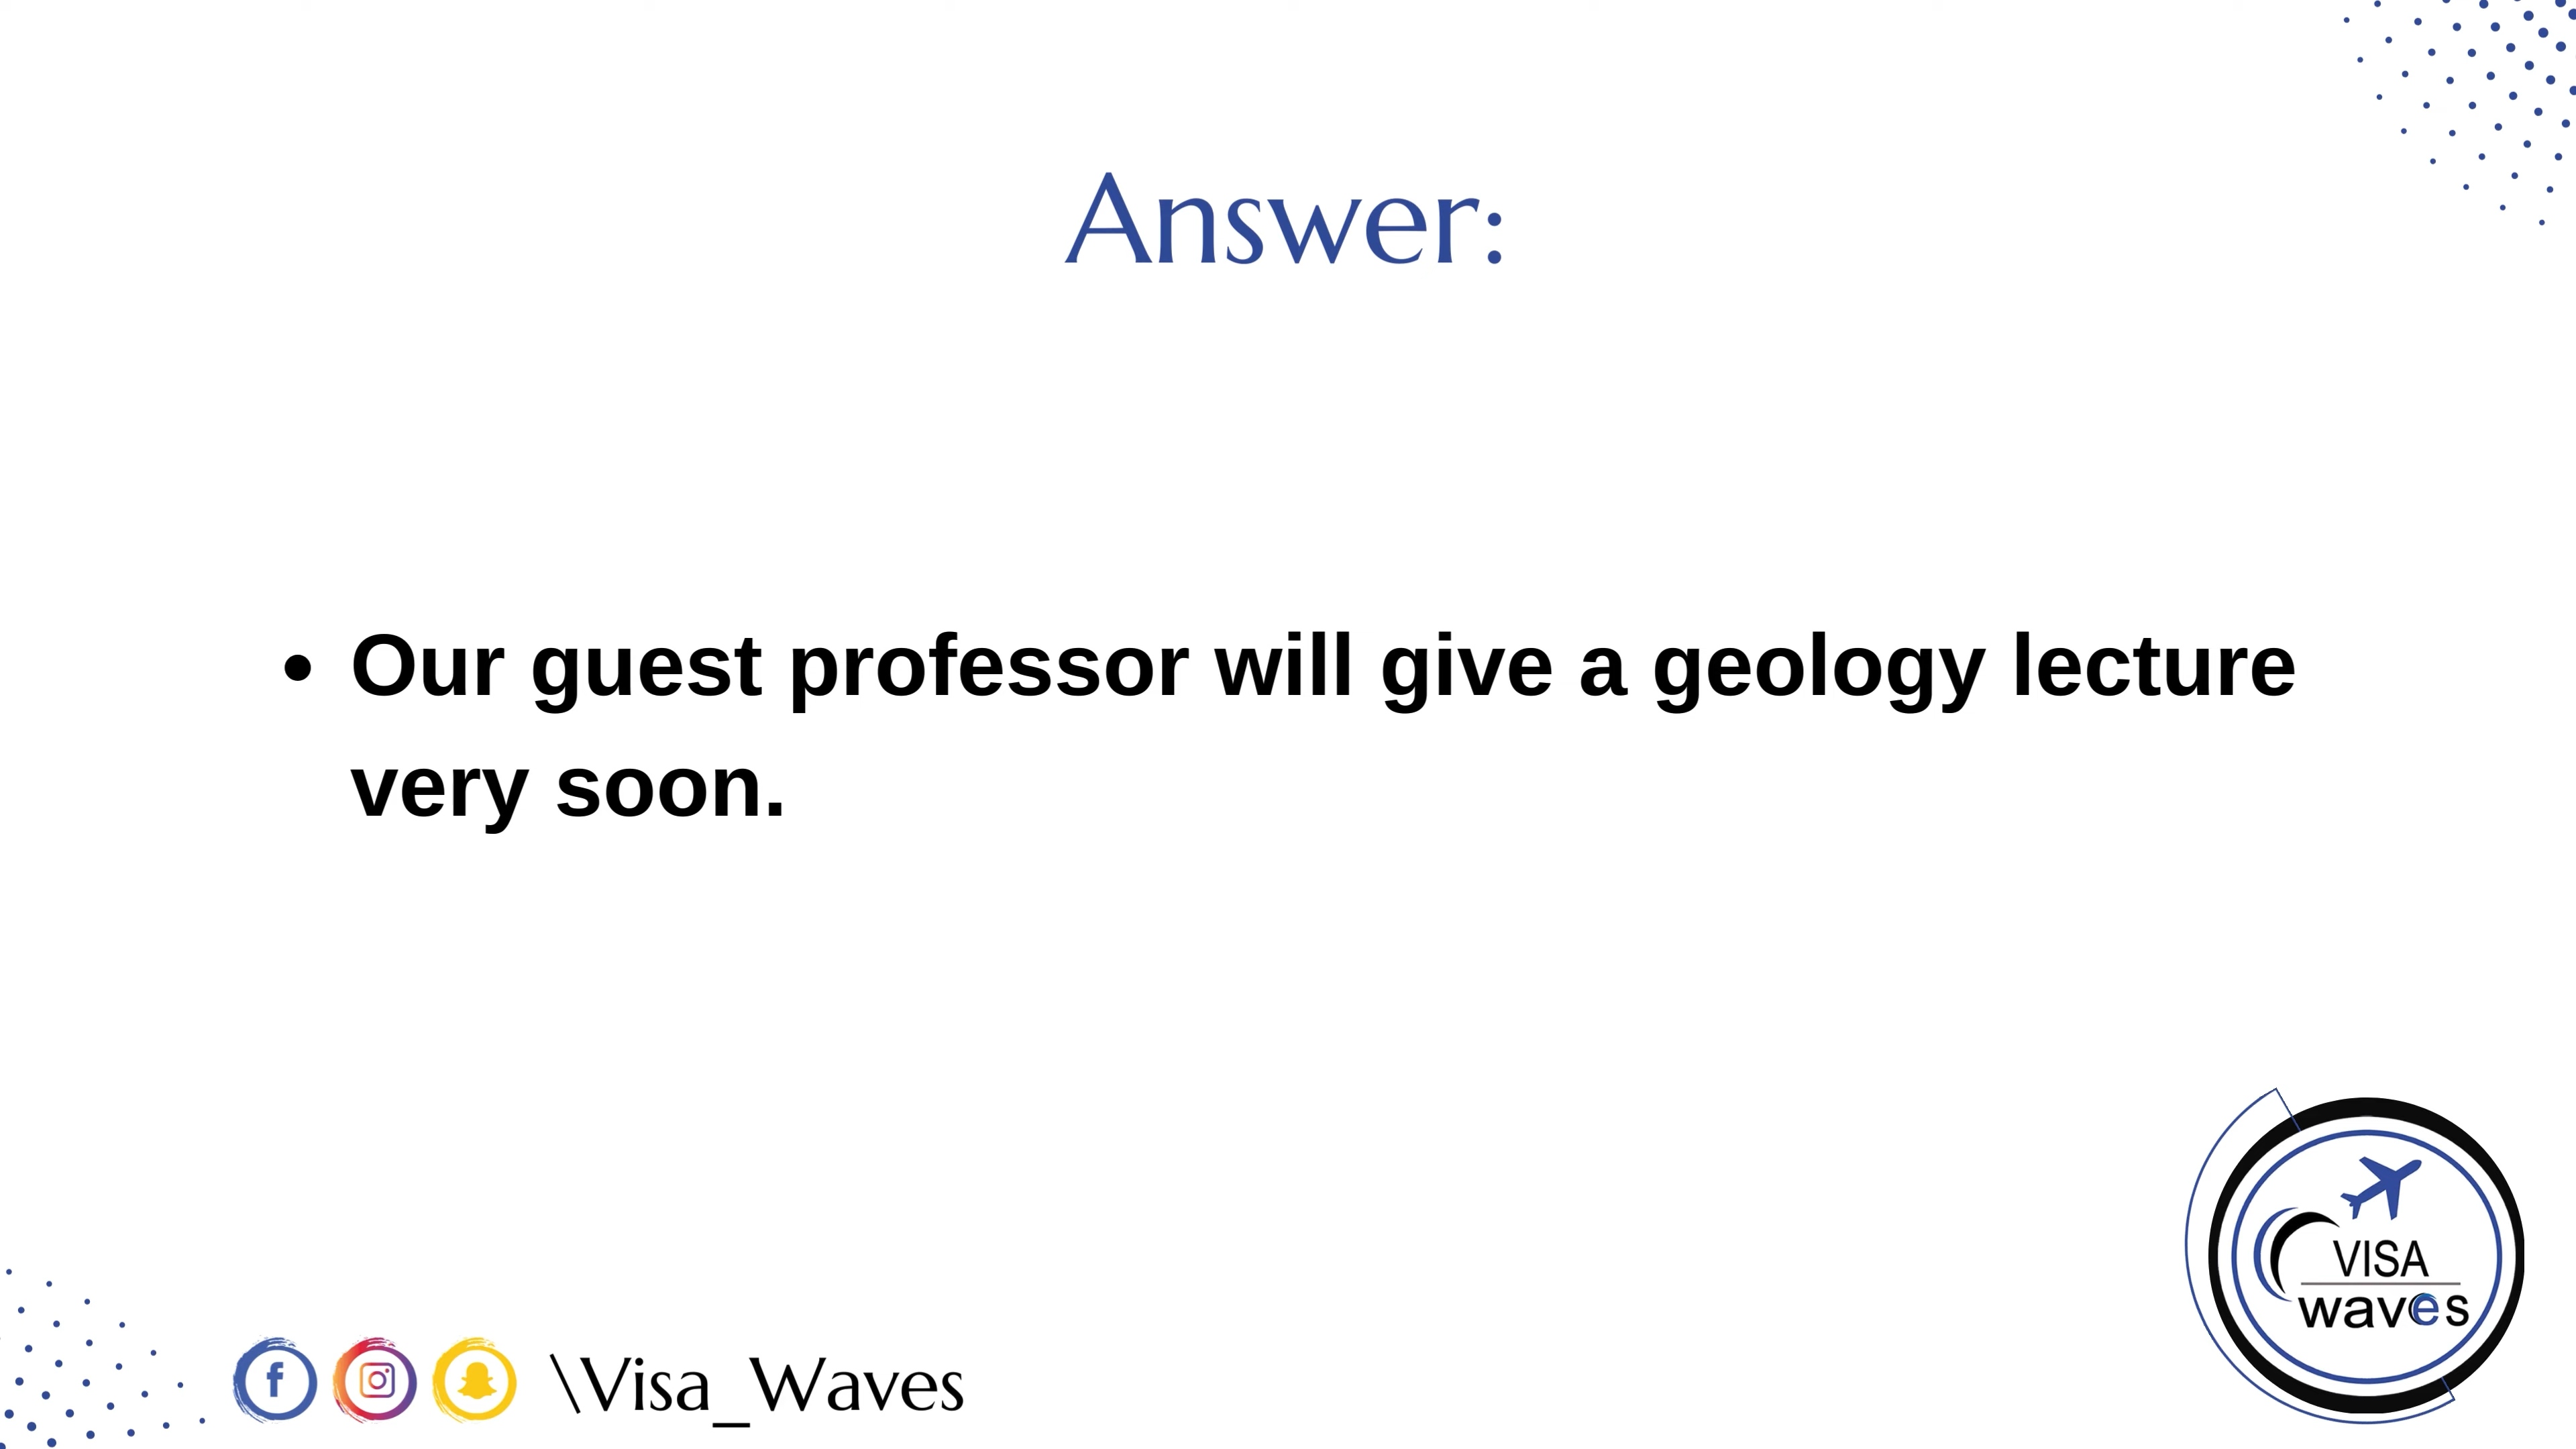 Answer:
• Our guest professor will give a geology lecture
very soon.
VISA
waves
\Visa_Waves